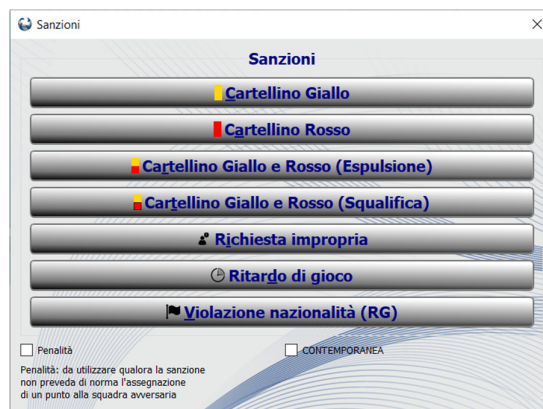 Sanzioni
Sanzioni
Cartellino Giallo
Cartellino Rosso
Cartellino Giallo e Rosso (Espulsione)
Cartellino Giallo e Rosso (Squalifica)
Richiesta impropria
Ritardo di gioco
Violazione nazionalità (RG)
Penalità
CONTEMPORANEA
Penalità: da utilizzare qualora la sanzione
non preveda di norma l'assegnazione
di un punto alla squadra avversaria